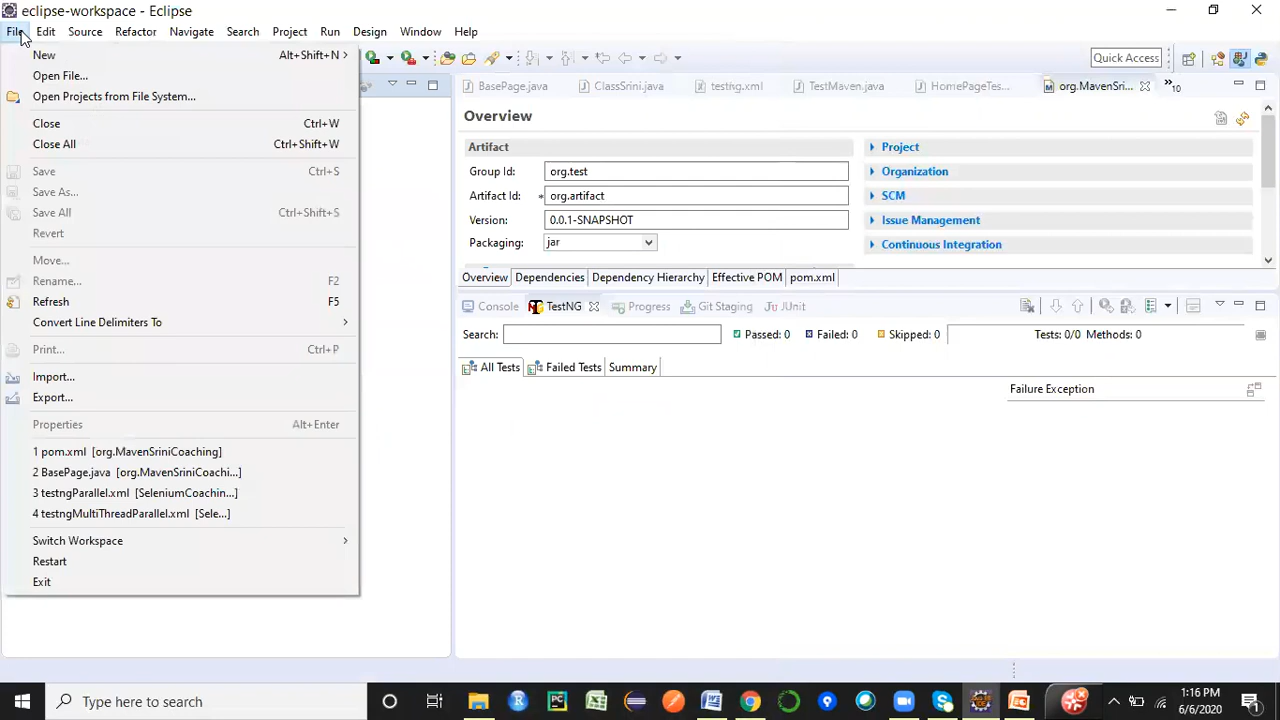 eclipse-workspace - Eclipse
File Edit Source Refactor Navigate Search Project Run Design Window Help
New Alt+Shift+N
Open File...
Open Projects from File System...
Close Ctrl+W
Close All Ctrl+Shift+W
Save Ctrl+S
Save As...
Save All Ctrl+Shift+S
Revert
Move...
Rename... F2
Refresh F5
Convert Line Delimiters To
Print... Ctrl+P
Import...
Export...
Properties Alt+Enter
1 pom.xml [org.MavenSriniCoaching]
2 BasePage.java [org.MavenSriniCoachi...]
3 testngParallel.xml [SeleniumCoachin...]
4 testngMultiThreadParallel.xml [Sele...]
Switch Workspace
Restart
Exit
Quick Access
BasePage.java ClassSrini.java testng.xml TestMaven.java HomePageTes... org.MavenSri... »10
Overview
Artifact
Group Id: org.test
Artifact Id: * org.artifact
Version: 0.0.1-SNAPSHOT
Packaging: jar
Project
Organization
SCM
Issue Management
Continuous Integration
Overview Dependencies Dependency Hierarchy Effective POM pom.xml
Console TestNG Progress Git Staging JUnit
Search: Passed: 0 Failed: 0 Skipped: 0 Tests: 0/0 Methods: 0
All Tests Failed Tests Summary
Failure Exception
Type here to search
1:16 PM
6/6/2020